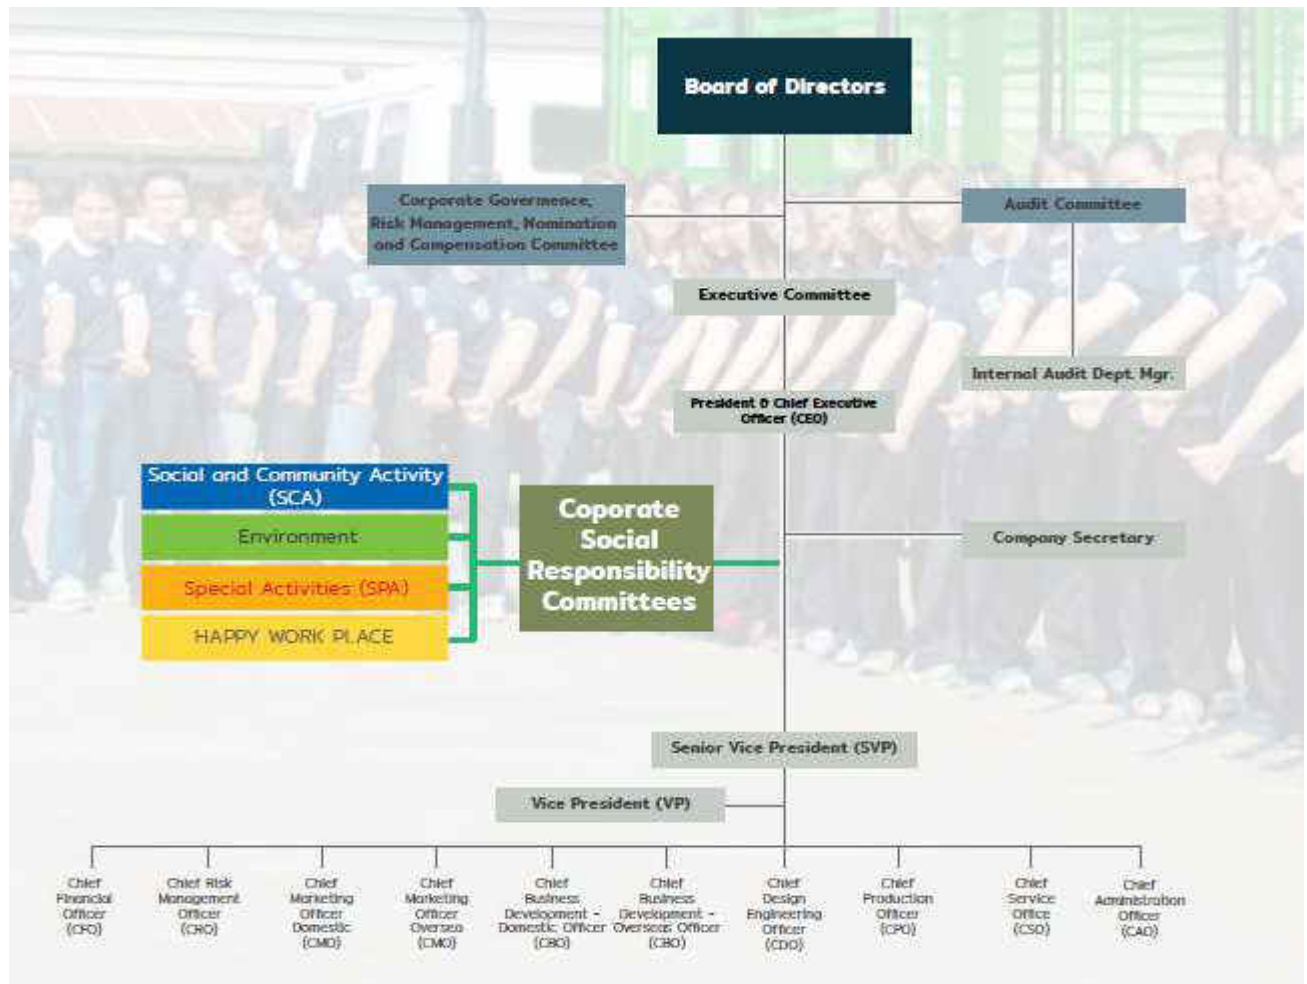 Board of Directors
Corporate Govermence,
Risk Management, Nomination
and Compensation Committee
Audit Committee
Executive Committee
Internal Audit Dept. Mgr.
President & Chief Executive
Officer (CEO)
Social and Community Activity
(SCA)
Environment
Special Activities (SPA)
HAPPY WORK PLACE
Coporate
Social
Responsibility
Committees
Company Secretary
Senior Vice President (SVP)
Vice President (VP)
Chief
Financial
Officer
(CFO)
Chief Risk
Management
Officer
(CRO)
Chief
Marketing
Officer
Domestic
(CMO)
Chief
Marketing
Officer
Oversea
(CMO)
Chief
Business
Development -
Domestic Officer
(CBO)
Chief
Business
Development -
Overseas Officer
(CBO)
Chief
Design
Engineering
Officer
(CDO)
Chief
Production
Officer
(CPO)
Chief
Service
Office
(CSO)
Chief
Administration
Officer
(CAO)